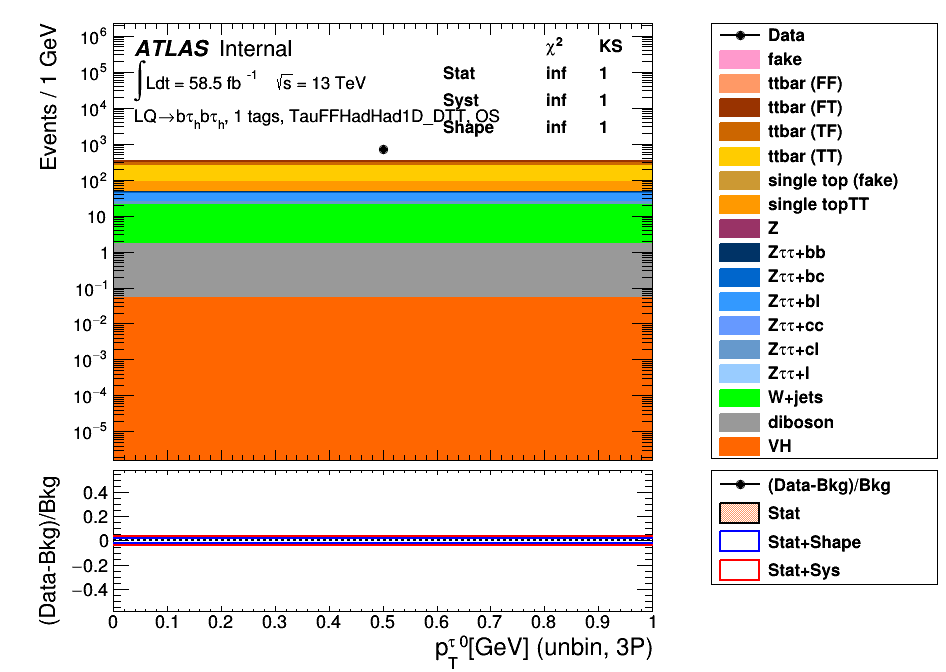 Events / 1 GeV
10⁶
10⁵
10⁴
10³
10²
10
1
10⁻¹
10⁻²
10⁻³
10⁻⁴
10⁻⁵
ATLAS Internal
∫Ldt = 58.5 fb⁻¹ √s = 13 TeV
LQ→bτₕbτₕ, 1 tags, TauFFHadHad1D_DTT, OS
χ² KS
Stat inf 1
Syst inf 1
Shape inf 1
Data
fake
ttbar (FF)
ttbar (FT)
ttbar (TF)
ttbar (TT)
single top (fake)
single topTT
Z
Zττ+bb
Zττ+bc
Zττ+bl
Zττ+cc
Zττ+cl
Zττ+l
W+jets
diboson
VH
(Data-Bkg)/Bkg
0.4
0.2
0
−0.2
−0.4
(Data-Bkg)/Bkg
Stat
Stat+Shape
Stat+Sys
0 0.1 0.2 0.3 0.4 0.5 0.6 0.7 0.8 0.9 1
p_T^{τ 0}[GeV] (unbin, 3P)